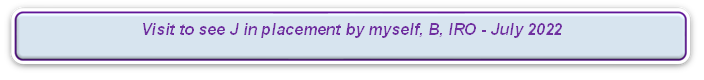 Visit to see J in placement by myself, B, IRO - July 2022